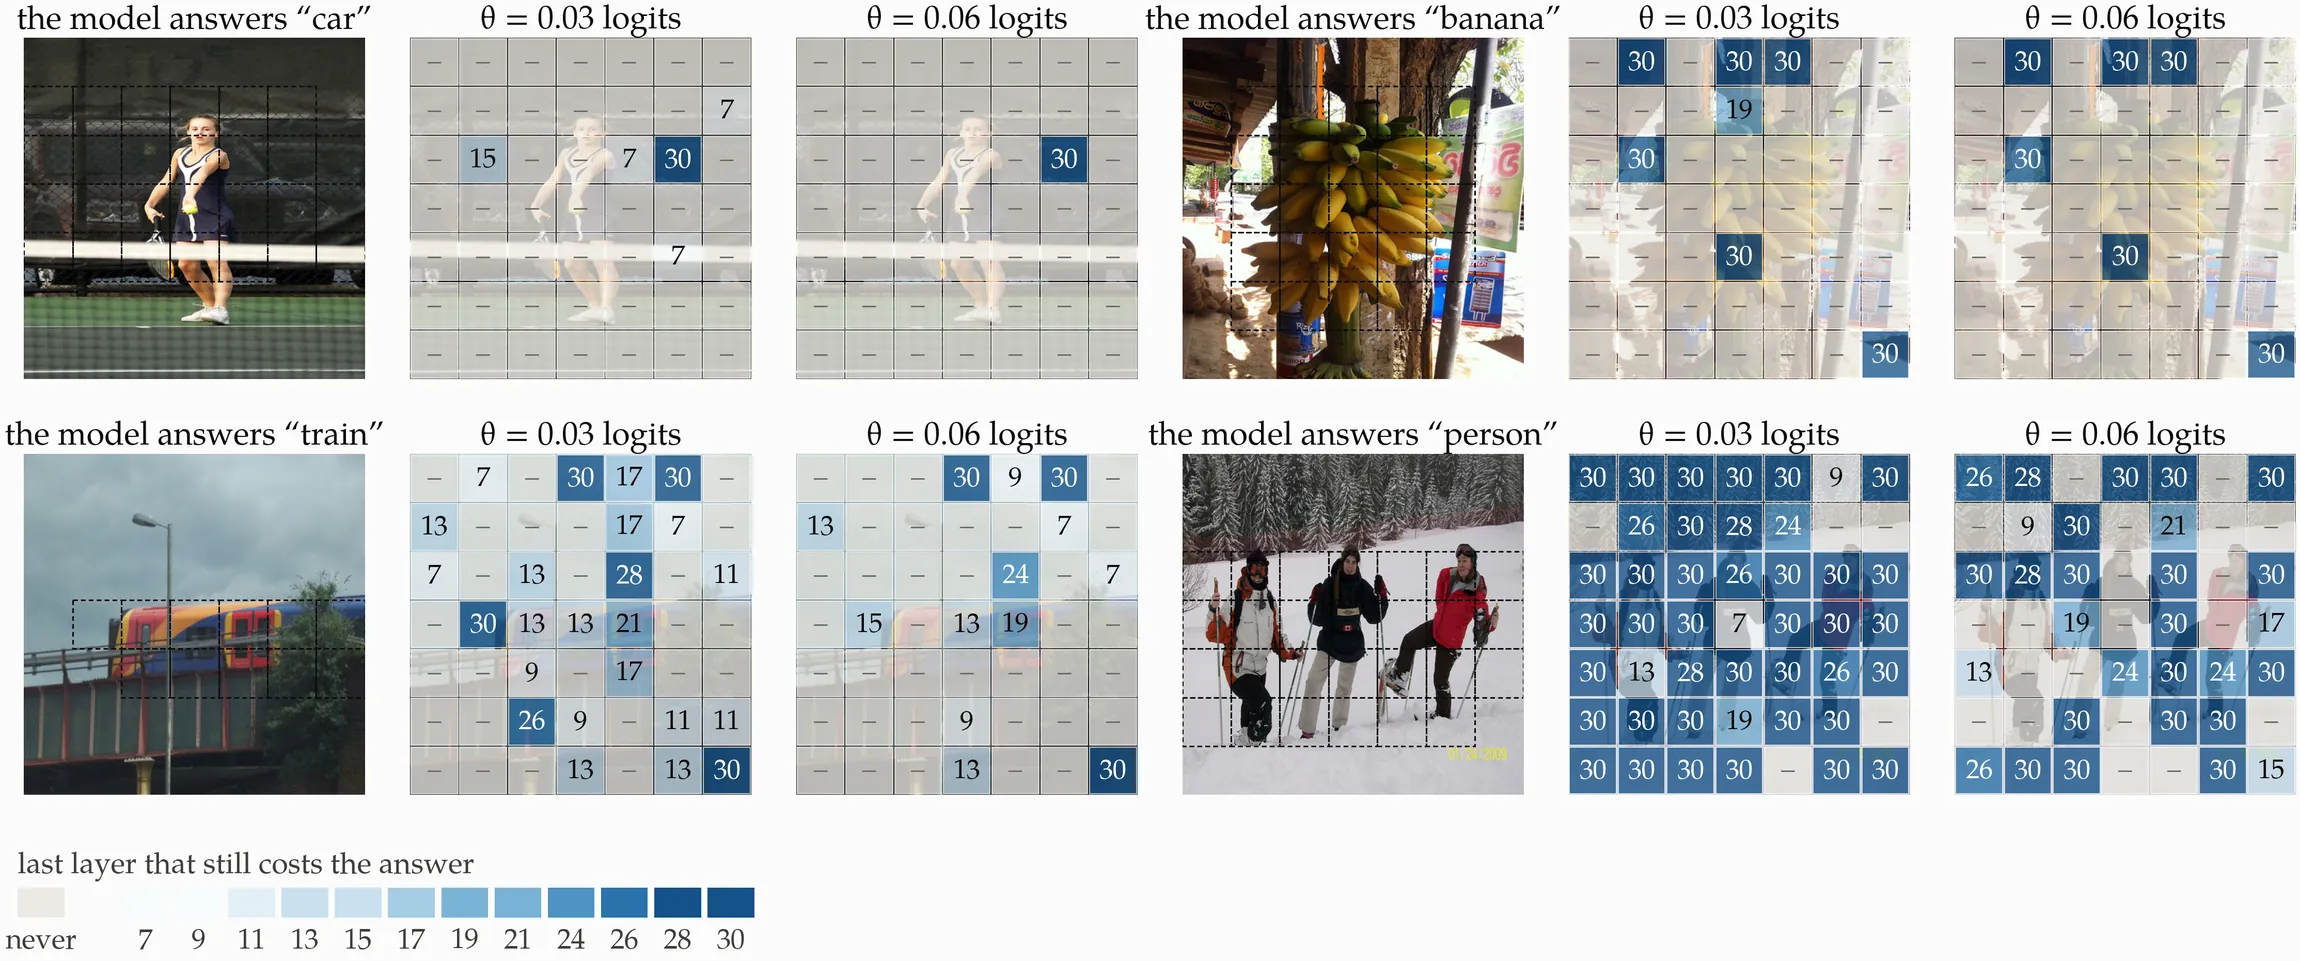 the model answers “car” θ = 0.03 logits θ = 0.06 logits the model answers “banana” θ = 0.03 logits θ = 0.06 logits
– – – – – – – – – – – – – – – 30 – 30 30 – – – 30 – 30 30 – –
– – – – – – 7 – – – – – – – – – – 19 – – – – – – – – – –
– 15 – – 7 30 – – – – – – 30 – – 30 – – – – – – 30 – – – – –
– – – – – – – – – – – – – – – – – – – – – – – – – – – –
– – – – – 7 – – – – – – – – – – – 30 – – – – – – 30 – – –
– – – – – – – – – – – – – – – – – – – – – – – – – – – –
– – – – – – – – – – – – – – – – – – – – 30 – – – – – – 30
the model answers “train” θ = 0.03 logits θ = 0.06 logits the model answers “person” θ = 0.03 logits θ = 0.06 logits
– 7 – 30 17 30 – – – – 30 9 30 – 30 30 30 30 30 9 30 26 28 – 30 30 – 30
13 – – – 17 7 – 13 – – – – 7 – – 26 30 28 24 – – – 9 30 – 21 – –
7 – 13 – 28 – 11 – – – – 24 – 7 30 30 30 26 30 30 30 30 28 30 – 30 – 30
– 30 13 13 21 – – – 15 – 13 19 – – 30 30 30 7 30 30 30 – – 19 – 30 – 17
– – 9 – 17 – – – – – – – – – 30 13 28 30 30 26 30 13 – – 24 30 24 30
– – 26 9 – 11 11 – – – 9 – – – 30 30 30 19 30 30 – – – 30 – 30 30 –
– – – 13 – 13 30 – – – 13 – – 30 30 30 30 30 – 30 30 26 30 30 – – 30 15
last layer that still costs the answer
never 7 9 11 13 15 17 19 21 24 26 28 30